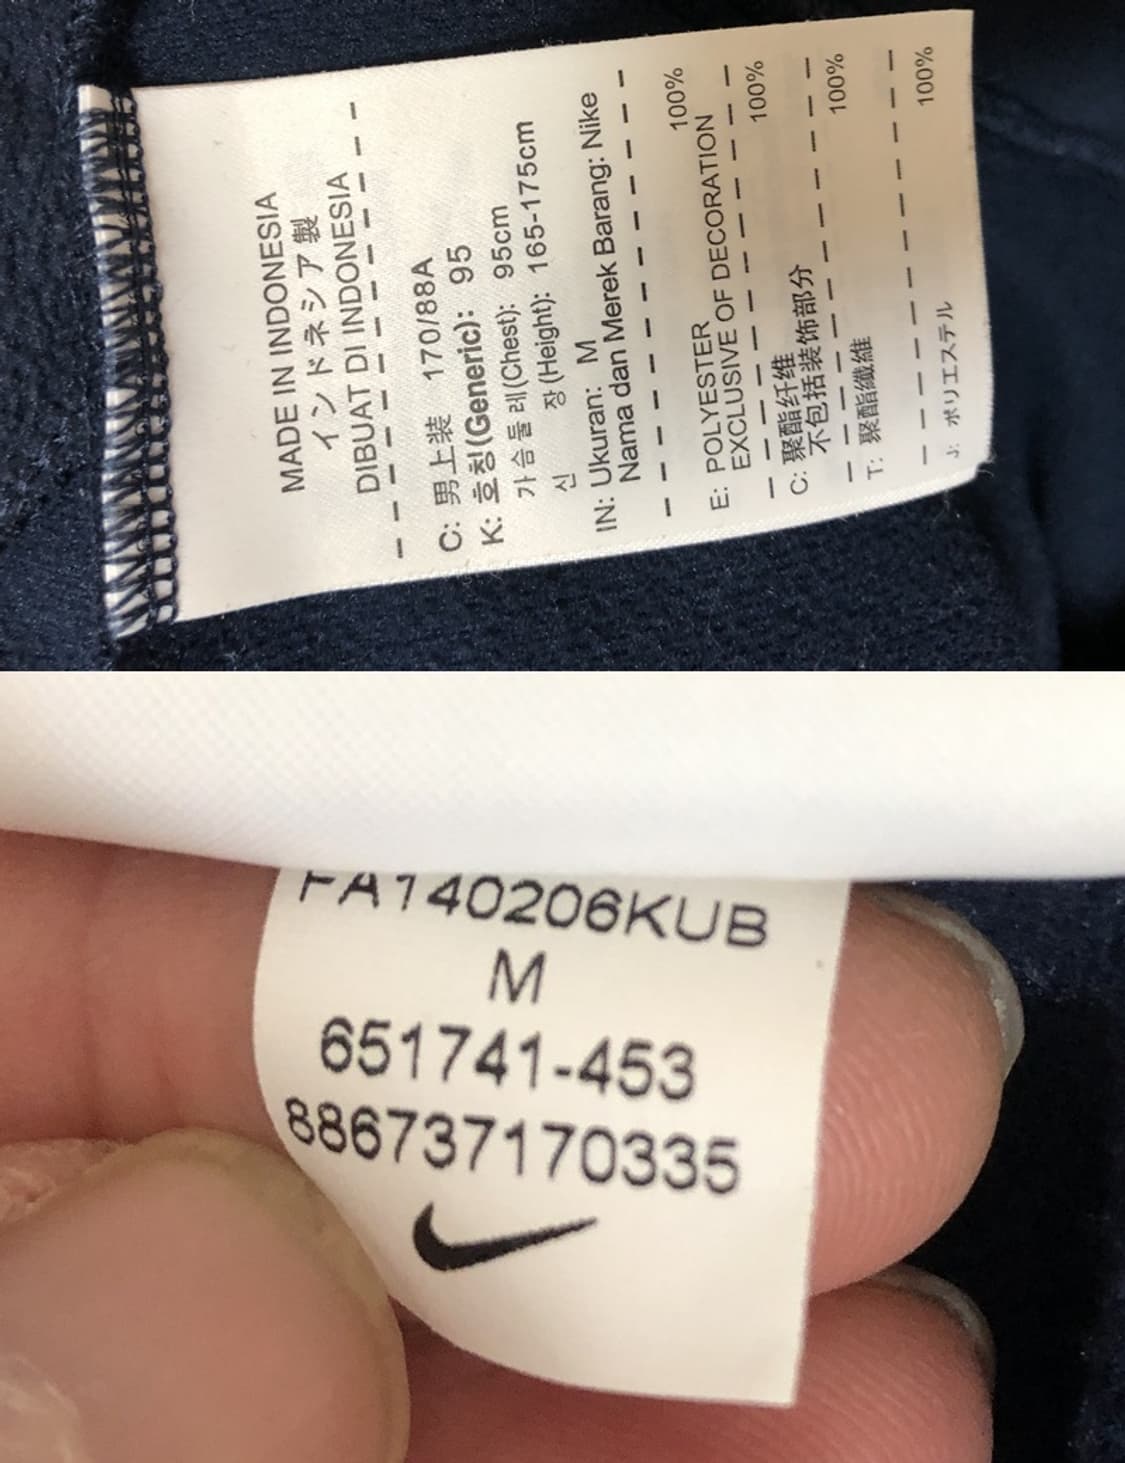 MADE IN INDONESIA
インドネシア製
DIBUAT DI INDONESIA
C: 男上装 170/88A
K: 호칭(Generic): 95
가슴둘레(Chest): 95cm
신 장(Height): 165-175cm
IN: Ukuran: M
Nama dan Merek Barang: Nike
100%
E: POLYESTER
EXCLUSIVE OF DECORATION
100%
C: 聚酯纤维
不包括装饰部分
100%
T: 聚酯纖維
100%
J: ポリエステル
FA140206KUB
M
651741-453
886737170335